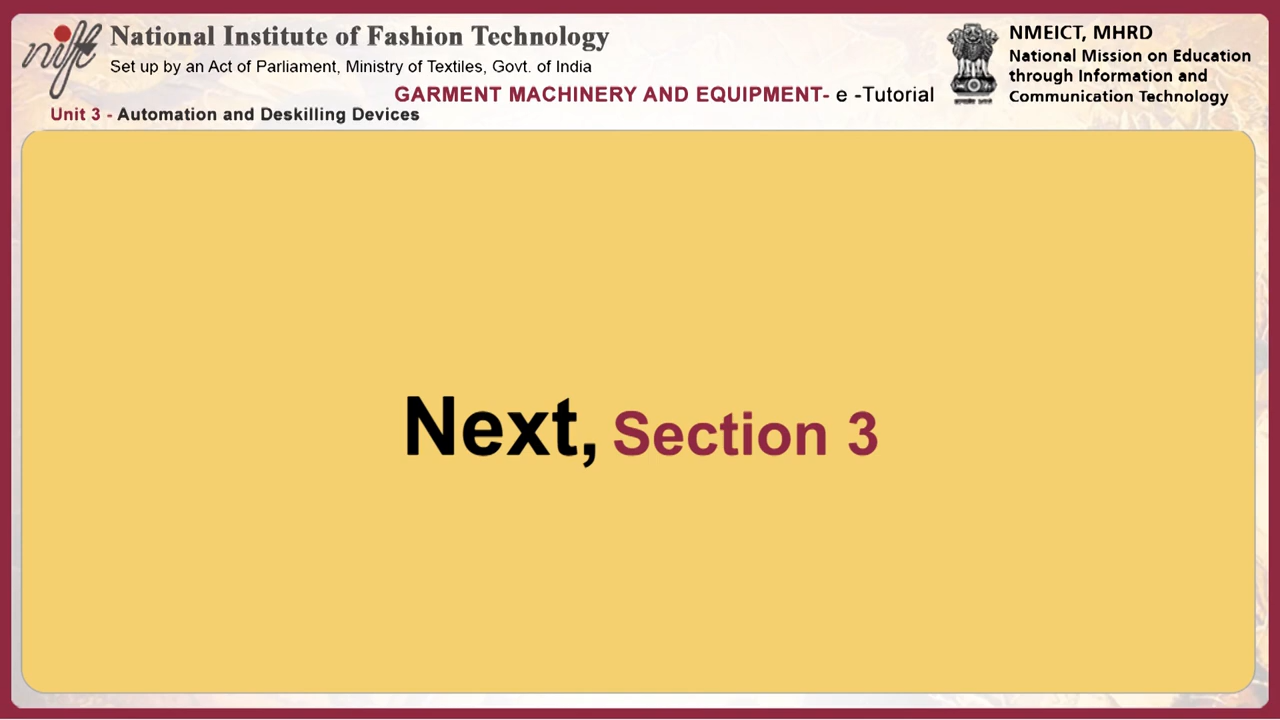 nift
National Institute of Fashion Technology
Set up by an Act of Parliament, Ministry of Textiles, Govt. of India
GARMENT MACHINERY AND EQUIPMENT- e -Tutorial
Unit 3 - Automation and Deskilling Devices
NMEICT, MHRD
National Mission on Education
through Information and
Communication Technology
Next, Section 3